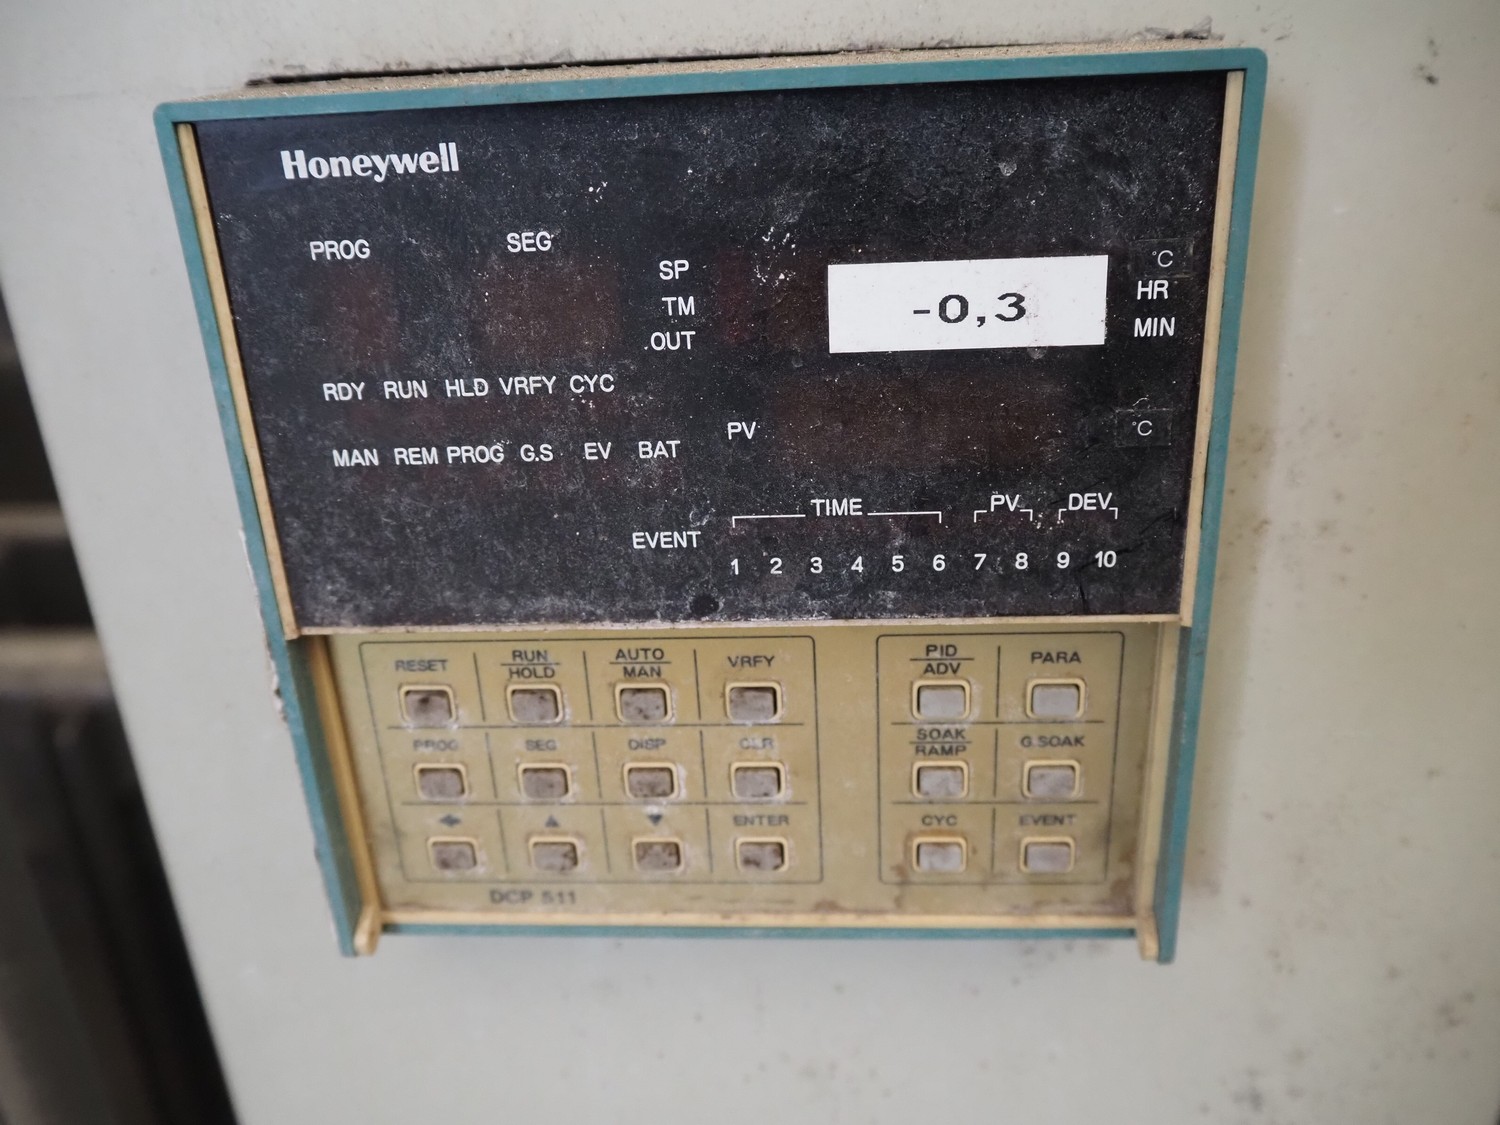 Honeywell
PROG SEG
SP °C
TM -0,3 HR
OUT MIN
RDY RUN HLD VRFY CYC
PV °C
MAN REM PROG G.S EV BAT
TIME PV DEV
EVENT
1 2 3 4 5 6 7 8 9 10
RESET RUN HOLD AUTO MAN VRFY PID ADV PARA
PROG SEG DISP CLR SOAK RAMP G.SOAK
ENTER CYC EVENT
DCP 511